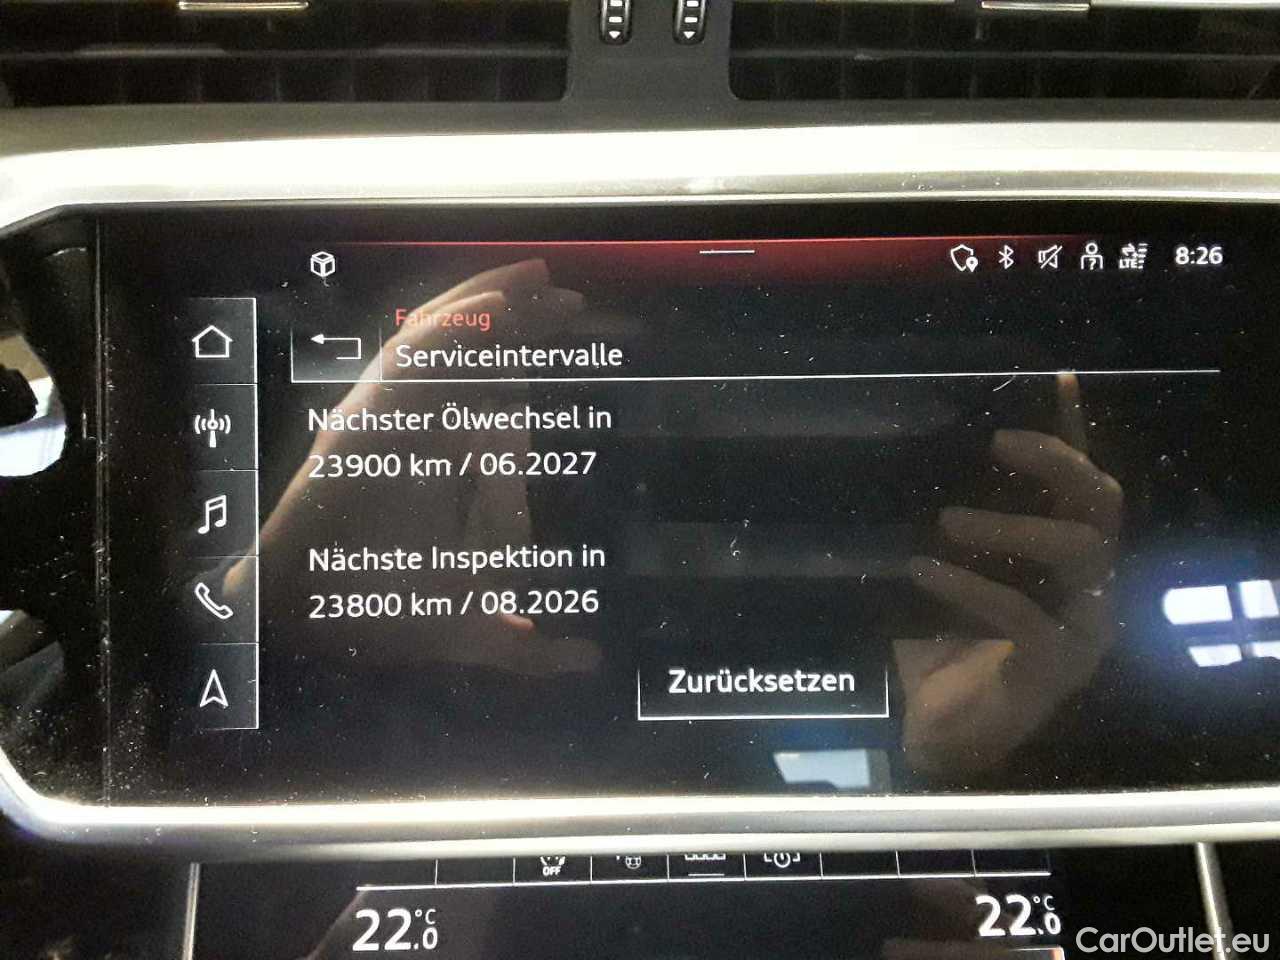 LTE
8:26
Fahrzeug
Serviceintervalle
Nächster Ölwechsel in
23900 km / 06.2027
Nächste Inspektion in
23800 km / 08.2026
Zurücksetzen
OFF
22.0 °C
22.0 °C
CarOutlet.eu